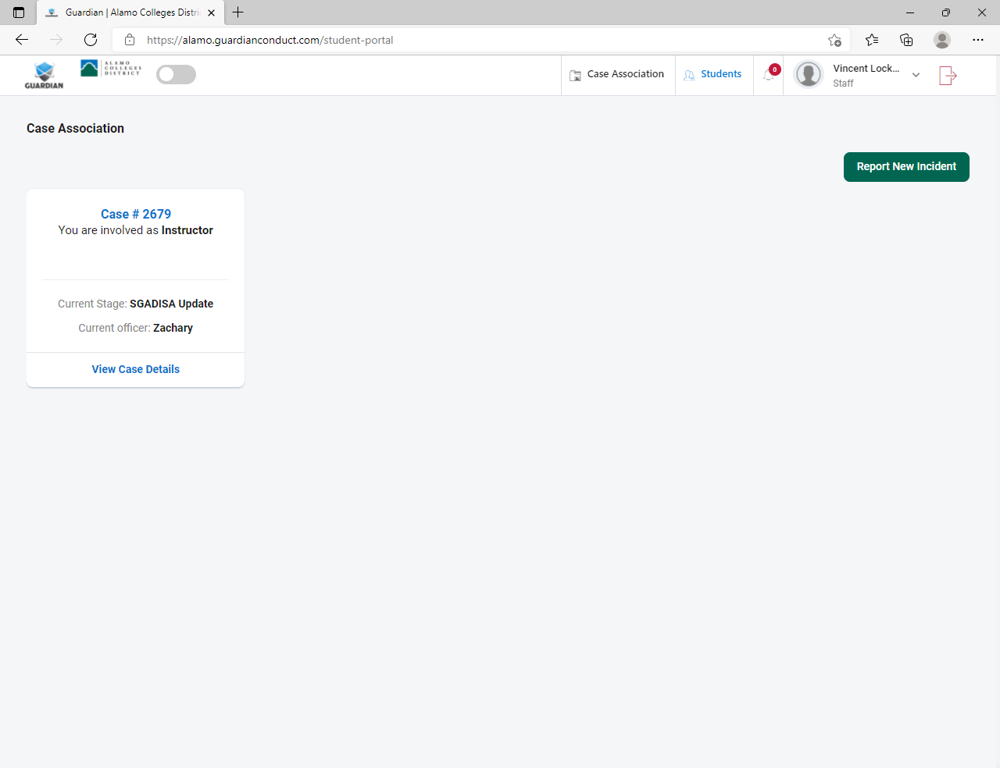 Guardian | Alamo Colleges Distri
https://alamo.guardianconduct.com/student-portal
GUARDIAN
ALAMO
COLLEGES
DISTRICT
Case Association
Students
0
Vincent Lock...
Staff
Case Association
Report New Incident
Case # 2679
You are involved as Instructor
Current Stage: SGADISA Update
Current officer: Zachary
View Case Details